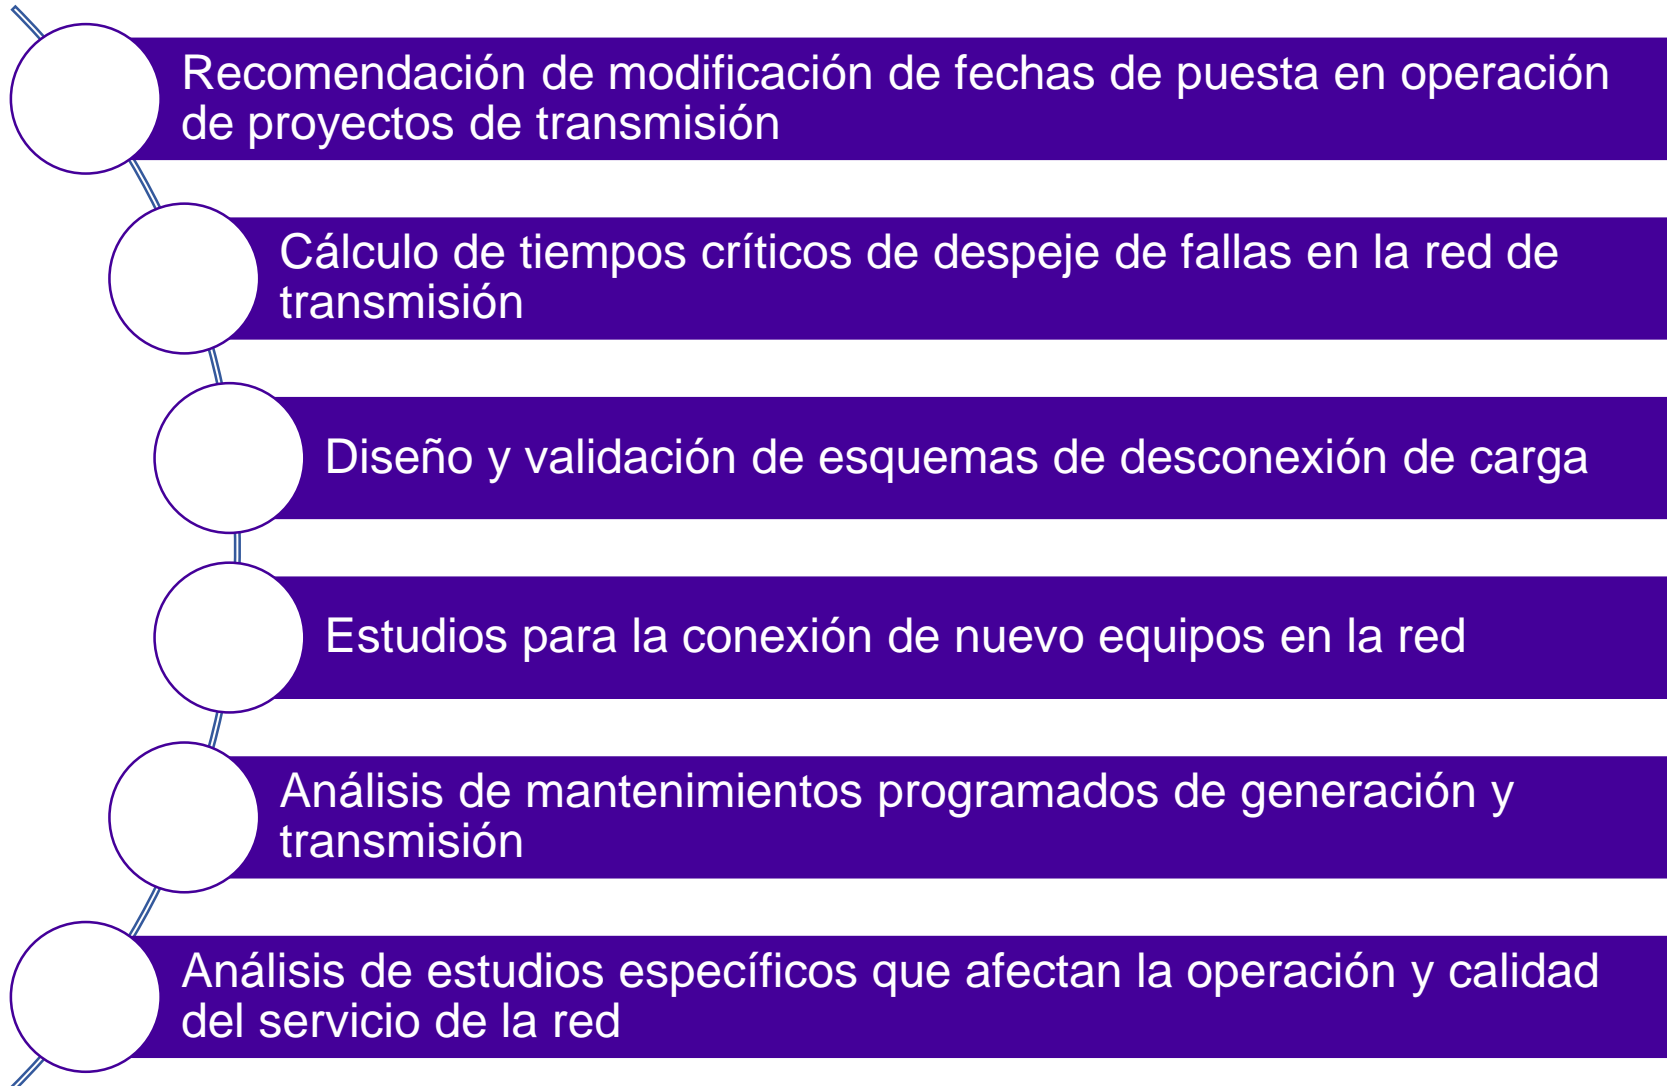 Recomendación de modificación de fechas de puesta en operación
de proyectos de transmisión
Cálculo de tiempos críticos de despeje de fallas en la red de
transmisión
Diseño y validación de esquemas de desconexión de carga
Estudios para la conexión de nuevo equipos en la red
Análisis de mantenimientos programados de generación y
transmisión
Análisis de estudios específicos que afectan la operación y calidad
del servicio de la red